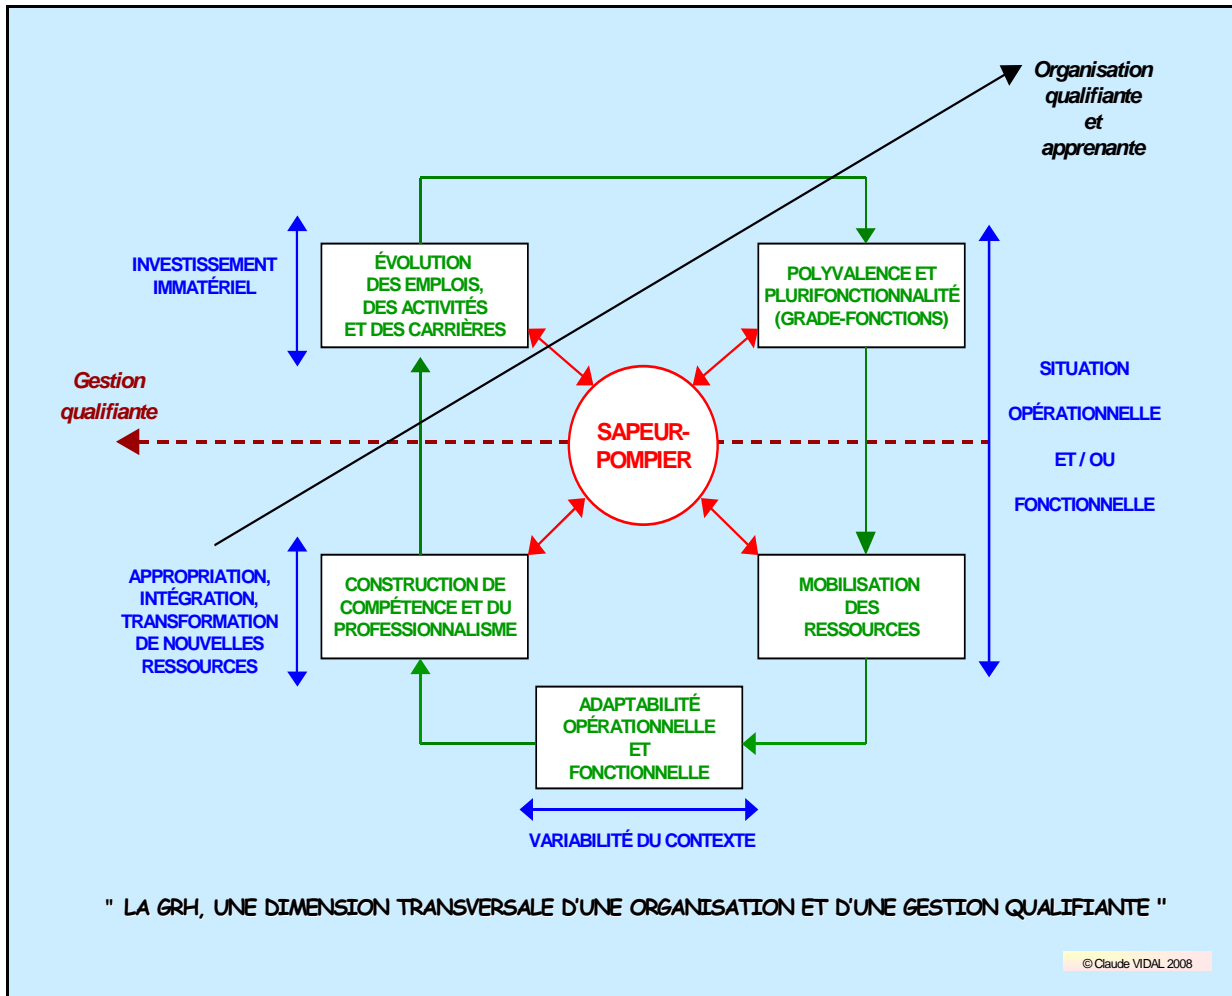 Organisation
qualifiante
et
apprenante
INVESTISSEMENT
IMMATÉRIEL
ÉVOLUTION
DES EMPLOIS,
DES ACTIVITÉS
ET DES CARRIÈRES
POLYVALENCE ET
PLURIFONCTIONNALITÉ
(GRADE-FONCTIONS)
Gestion
qualifiante
SAPEUR-
POMPIER
SITUATION
OPÉRATIONNELLE
ET / OU
FONCTIONNELLE
APPROPRIATION,
INTÉGRATION,
TRANSFORMATION
DE NOUVELLES
RESSOURCES
CONSTRUCTION DE
COMPÉTENCE ET DU
PROFESSIONNALISME
MOBILISATION
DES
RESSOURCES
ADAPTABILITÉ
OPÉRATIONNELLE
ET
FONCTIONNELLE
VARIABILITÉ DU CONTEXTE
" LA GRH, UNE DIMENSION TRANSVERSALE D'UNE ORGANISATION ET D'UNE GESTION QUALIFIANTE "
© Claude VIDAL 2008